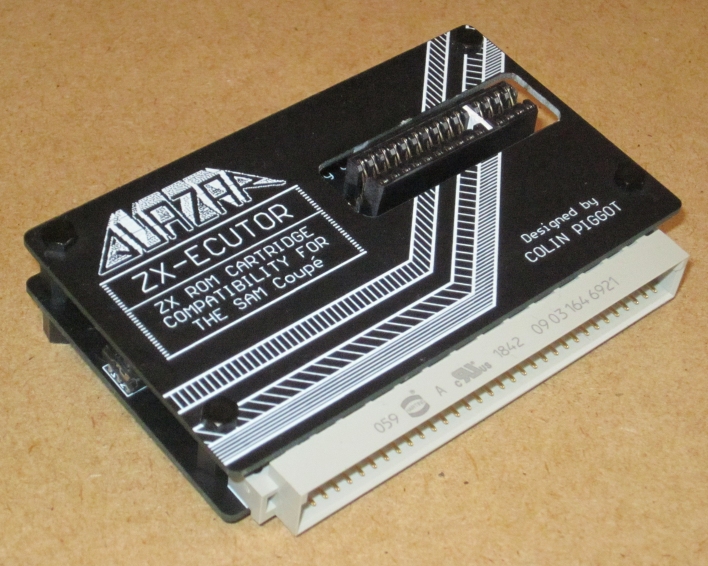 ZX-ECUTOR
ZX ROM CARTRIDGE
COMPATIBILITY FOR
THE SAM Coupé
Designed by
COLIN PIGGOT
059 A 1842 09 03 164 6921